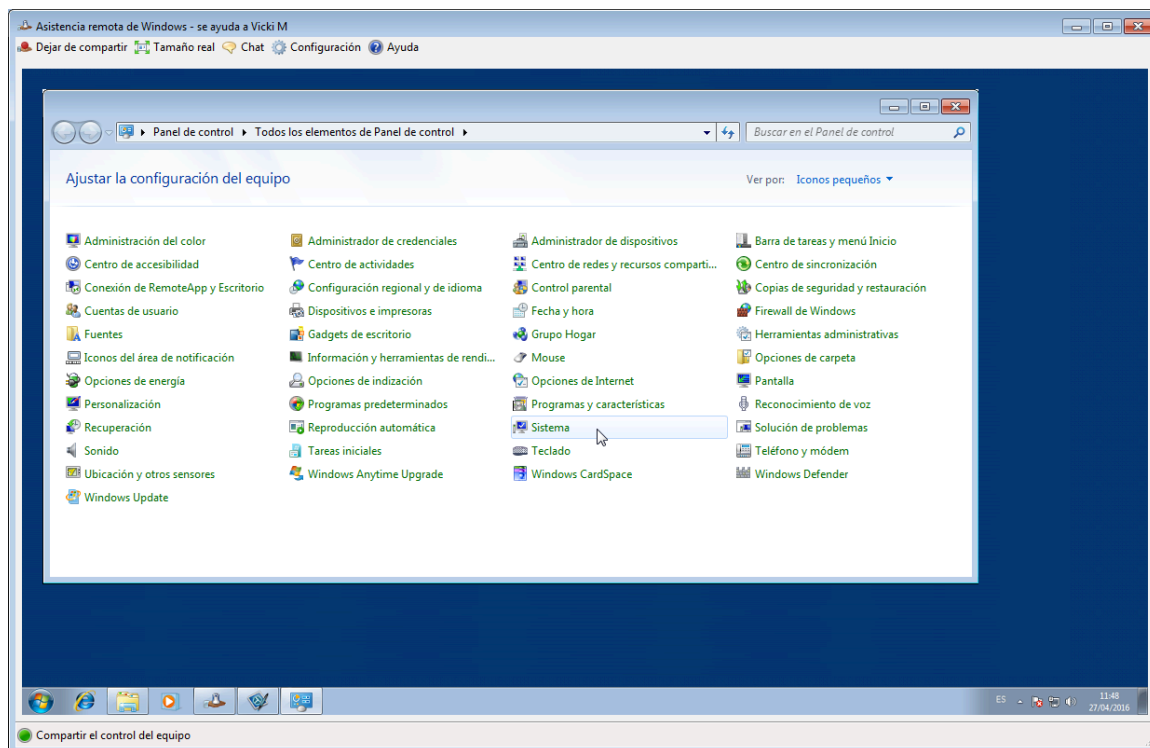 Asistencia remota de Windows - se ayuda a Vicki M
Dejar de compartir Tamaño real Chat Configuración Ayuda
Panel de control Todos los elementos de Panel de control Buscar en el Panel de control
Ajustar la configuración del equipo Ver por: Iconos pequeños
Administración del color Administrador de credenciales Administrador de dispositivos Barra de tareas y menú Inicio
Centro de accesibilidad Centro de actividades Centro de redes y recursos comparti... Centro de sincronización
Conexión de RemoteApp y Escritorio Configuración regional y de idioma Control parental Copias de seguridad y restauración
Cuentas de usuario Dispositivos e impresoras Fecha y hora Firewall de Windows
Fuentes Gadgets de escritorio Grupo Hogar Herramientas administrativas
Iconos del área de notificación Información y herramientas de rendi... Mouse Opciones de carpeta
Opciones de energía Opciones de indización Opciones de Internet Pantalla
Personalización Programas predeterminados Programas y características Reconocimiento de voz
Recuperación Reproducción automática Sistema Solución de problemas
Sonido Tareas iniciales Teclado Teléfono y módem
Ubicación y otros sensores Windows Anytime Upgrade Windows CardSpace Windows Defender
Windows Update
ES 11:48
27/04/2016
Compartir el control del equipo